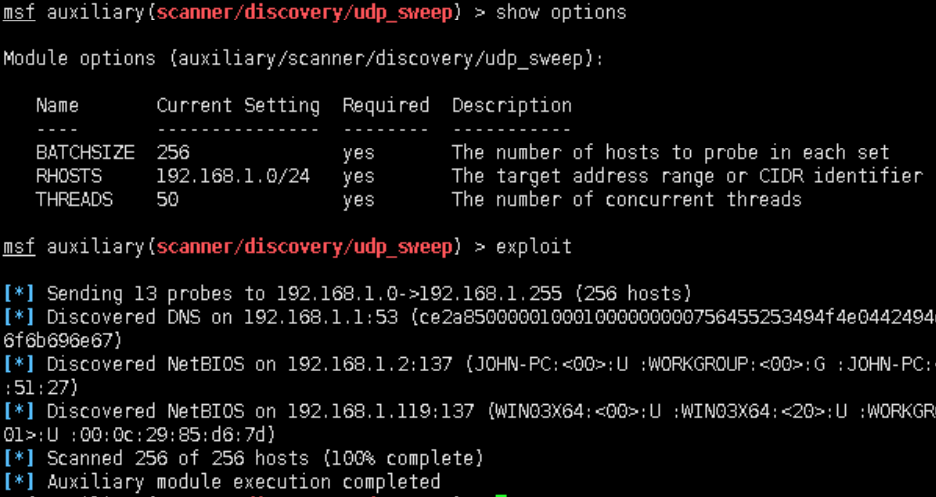 msf auxiliary(scanner/discovery/udp_sweep) > show options
Module options (auxiliary/scanner/discovery/udp_sweep):
Name Current Setting Required Description
---- --------------- -------- -----------
BATCHSIZE 256 yes The number of hosts to probe in each set
RHOSTS 192.168.1.0/24 yes The target address range or CIDR identifier
THREADS 50 yes The number of concurrent threads
msf auxiliary(scanner/discovery/udp_sweep) > exploit
[*] Sending 13 probes to 192.168.1.0->192.168.1.255 (256 hosts)
[*] Discovered DNS on 192.168.1.1:53 (ce2a850000010001000000000756455253494f4e0442494
6f6b696e67)
[*] Discovered NetBIOS on 192.168.1.2:137 (JOHN-PC:<00>:U :WORKGROUP:<00>:G :JOHN-PC:
:51:27)
[*] Discovered NetBIOS on 192.168.1.119:137 (WIN03X64:<00>:U :WIN03X64:<20>:U :WORKGR
01>:U :00:0c:29:85:d6:7d)
[*] Scanned 256 of 256 hosts (100% complete)
[*] Auxiliary module execution completed